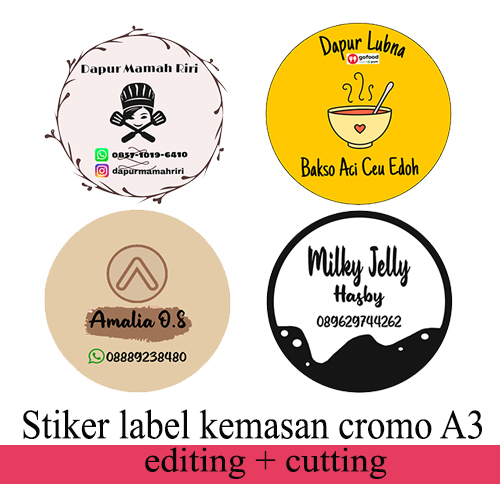 Dapur Mamah Riri
0857-1019-6410
dapurmamahriri
Dapur Lubna
gofood
Bakso Aci Ceu Edoh
Amalia O.S
08889238480
Milky Jelly
Hasby
089629744262
Stiker label kemasan cromo A3
editing + cutting